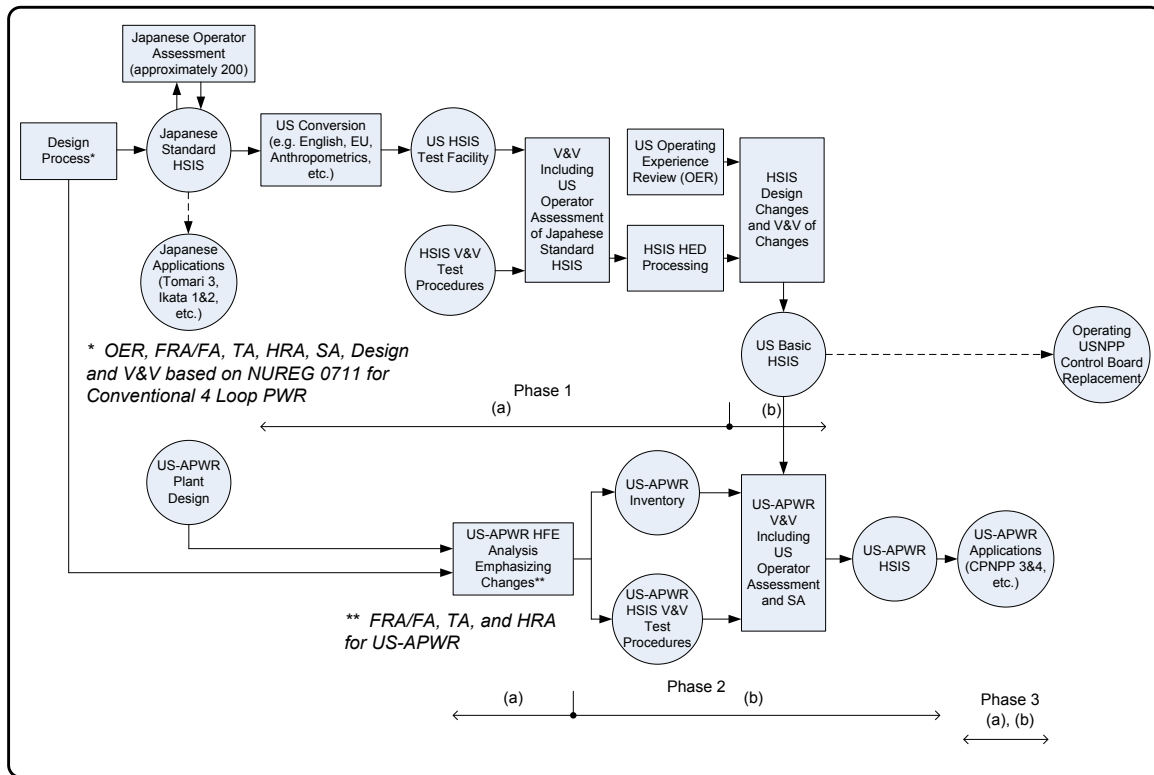 Japanese Operator
Assessment
(approximately 200)
Design
Process*
Japanese
Standard
HSIS
US Conversion
(e.g. English, EU,
Anthropometrics,
etc.)
US HSIS
Test Facility
V&V
Including
US
Operator
Assessment
of Japahese
Standard
HSIS
US Operating
Experience
Review (OER)
HSIS
Design
Changes
and V&V of
Changes
Japanese
Applications
(Tomari 3,
Ikata 1&2,
etc.)
HSIS V&V
Test
Procedures
HSIS HED
Processing
US Basic
HSIS
Operating
USNPP
Control Board
Replacement
* OER, FRA/FA, TA, HRA, SA, Design
and V&V based on NUREG 0711 for
Conventional 4 Loop PWR
Phase 1
(a)
(b)
US-APWR
Plant
Design
US-APWR HFE
Analysis
Emphasizing
Changes**
US-APWR
Inventory
US-APWR
HSIS V&V
Test
Procedures
US-APWR
V&V
Including
US
Operator
Assessment
and SA
US-APWR
HSIS
US-APWR
Applications
(CPNPP 3&4,
etc.)
** FRA/FA, TA, and HRA
for US-APWR
Phase 2
(a)
(b)
Phase 3
(a), (b)